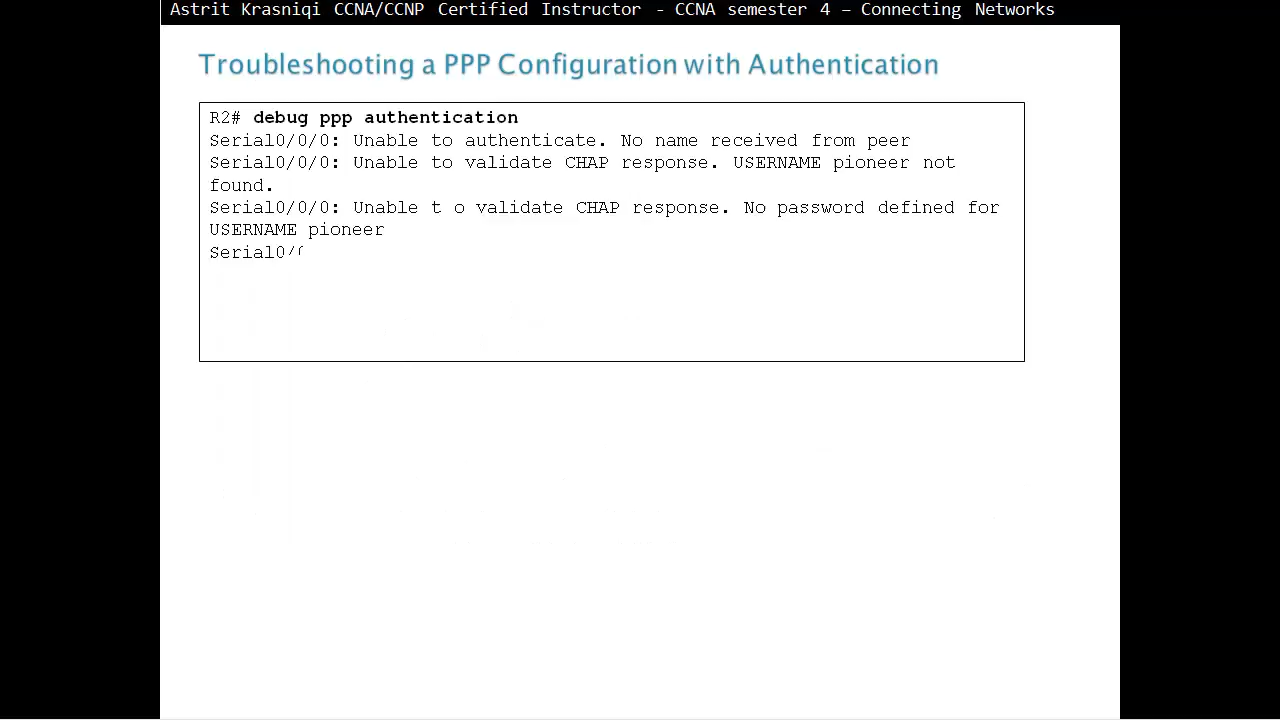 Astrit Krasniqi CCNA/CCNP Certified Instructor - CCNA semester 4 – Connecting Networks
Troubleshooting a PPP Configuration with Authentication
R2# debug ppp authentication
Serial0/0/0: Unable to authenticate. No name received from peer
Serial0/0/0: Unable to validate CHAP response. USERNAME pioneer not
found.
Serial0/0/0: Unable t o validate CHAP response. No password defined for
USERNAME pioneer